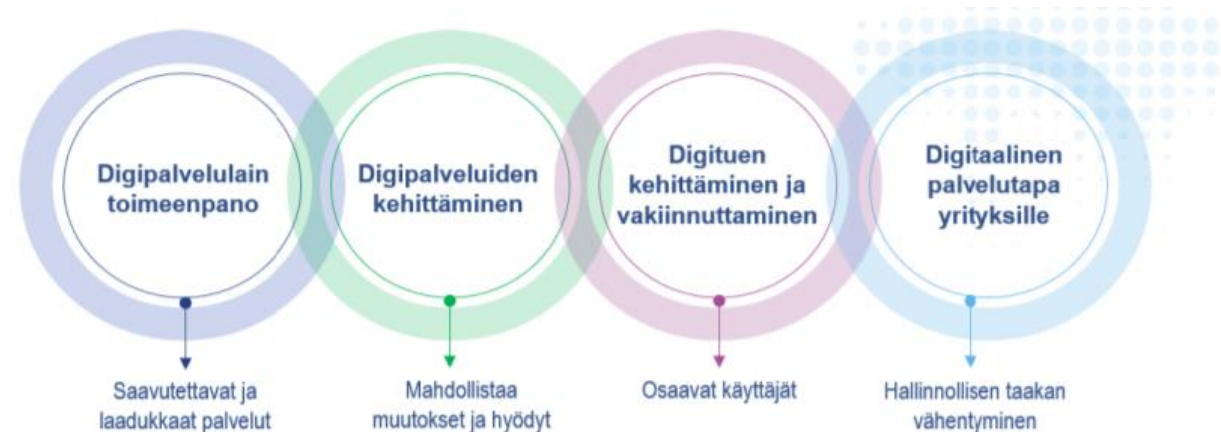 Digipalvelulain
toimeenpano
Digipalveluiden
kehittäminen
Digituen
kehittäminen ja
vakiinnuttaminen
Digitaalinen
palvelutapa
yrityksille
Saavutettavat ja
laadukkaat palvelut
Mahdollistaa
muutokset ja hyödyt
Osaavat käyttäjät
Hallinnollisen taakan
vähentyminen